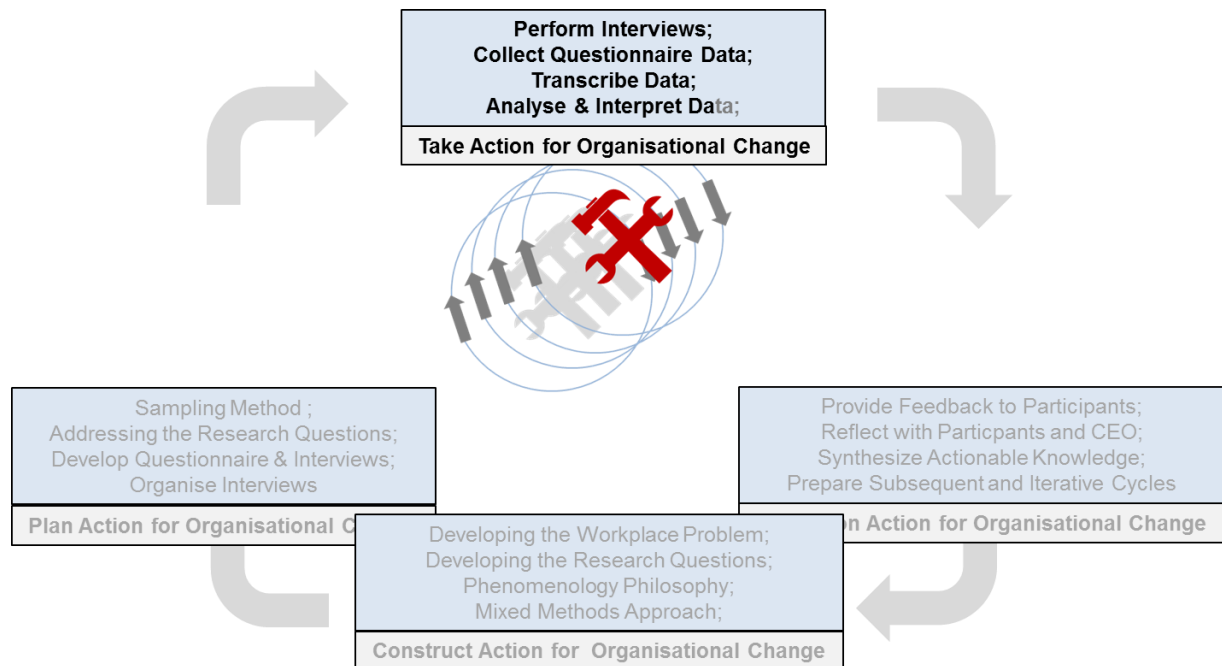 Perform Interviews;
Collect Questionnaire Data;
Transcribe Data;
Analyse & Interpret Data;
Take Action for Organisational Change
Sampling Method ;
Addressing the Research Questions;
Develop Questionnaire & Interviews;
Organise Interviews
Plan Action for Organisational C
Provide Feedback to Participants;
Reflect with Particpants and CEO;
Synthesize Actionable Knowledge;
Prepare Subsequent and Iterative Cycles
on Action for Organisational Change
Developing the Workplace Problem;
Developing the Research Questions;
Phenomenology Philosophy;
Mixed Methods Approach;
Construct Action for Organisational Change